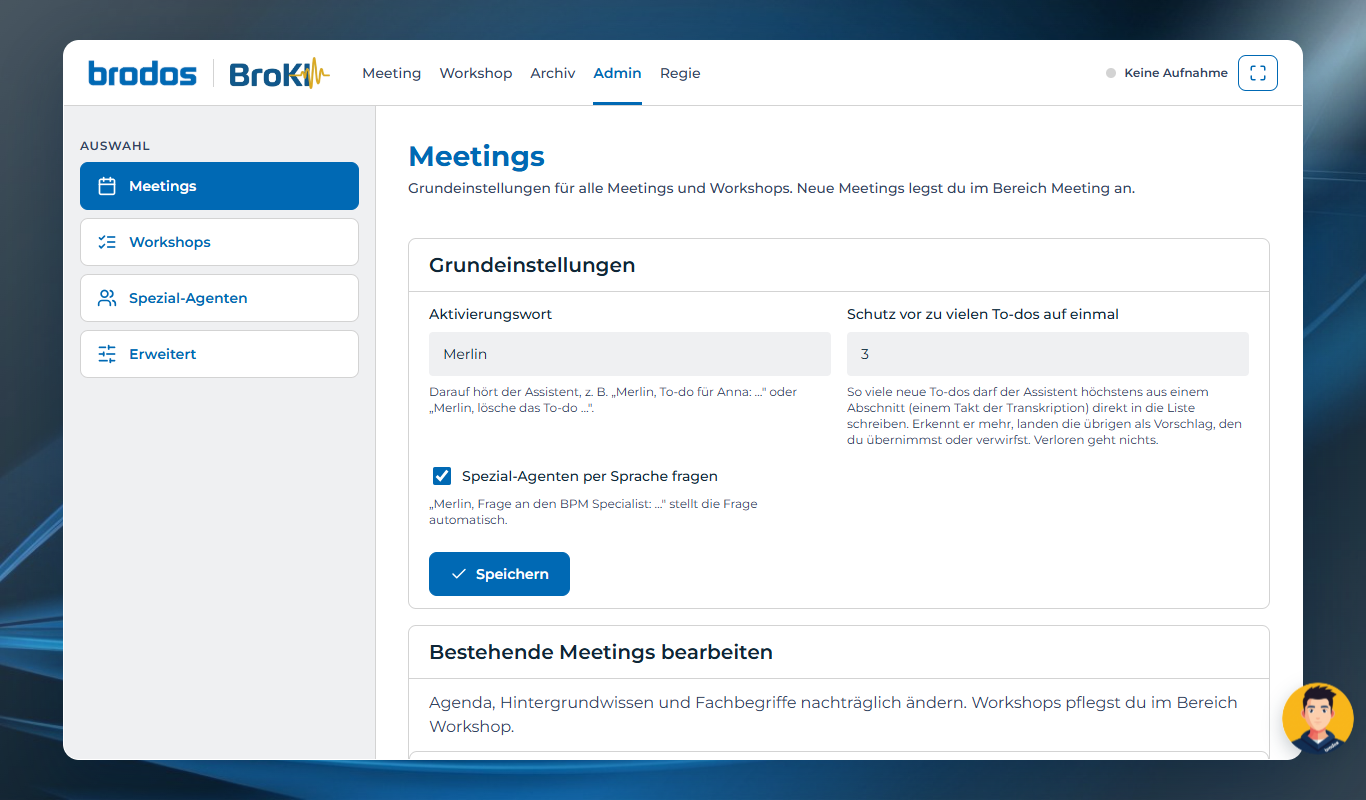 brodos
BroKI
Meeting
Workshop
Archiv
Admin
Regie
Keine Aufnahme
AUSWAHL
Meetings
Workshops
Spezial-Agenten
Erweitert
Meetings
Grundeinstellungen für alle Meetings und Workshops. Neue Meetings legst du im Bereich Meeting an.
Grundeinstellungen
Aktivierungswort
Merlin
Darauf hört der Assistent, z. B. „Merlin, To-do für Anna: ..." oder
„Merlin, lösche das To-do ...".
Schutz vor zu vielen To-dos auf einmal
3
So viele neue To-dos darf der Assistent höchstens aus einem
Abschnitt (einem Takt der Transkription) direkt in die Liste
schreiben. Erkennt er mehr, landen die übrigen als Vorschlag, den
du übernimmst oder verwirfst. Verloren geht nichts.
Spezial-Agenten per Sprache fragen
„Merlin, Frage an den BPM Specialist: ..." stellt die Frage
automatisch.
Speichern
Bestehende Meetings bearbeiten
Agenda, Hintergrundwissen und Fachbegriffe nachträglich ändern. Workshops pflegst du im Bereich
Workshop.
brodos